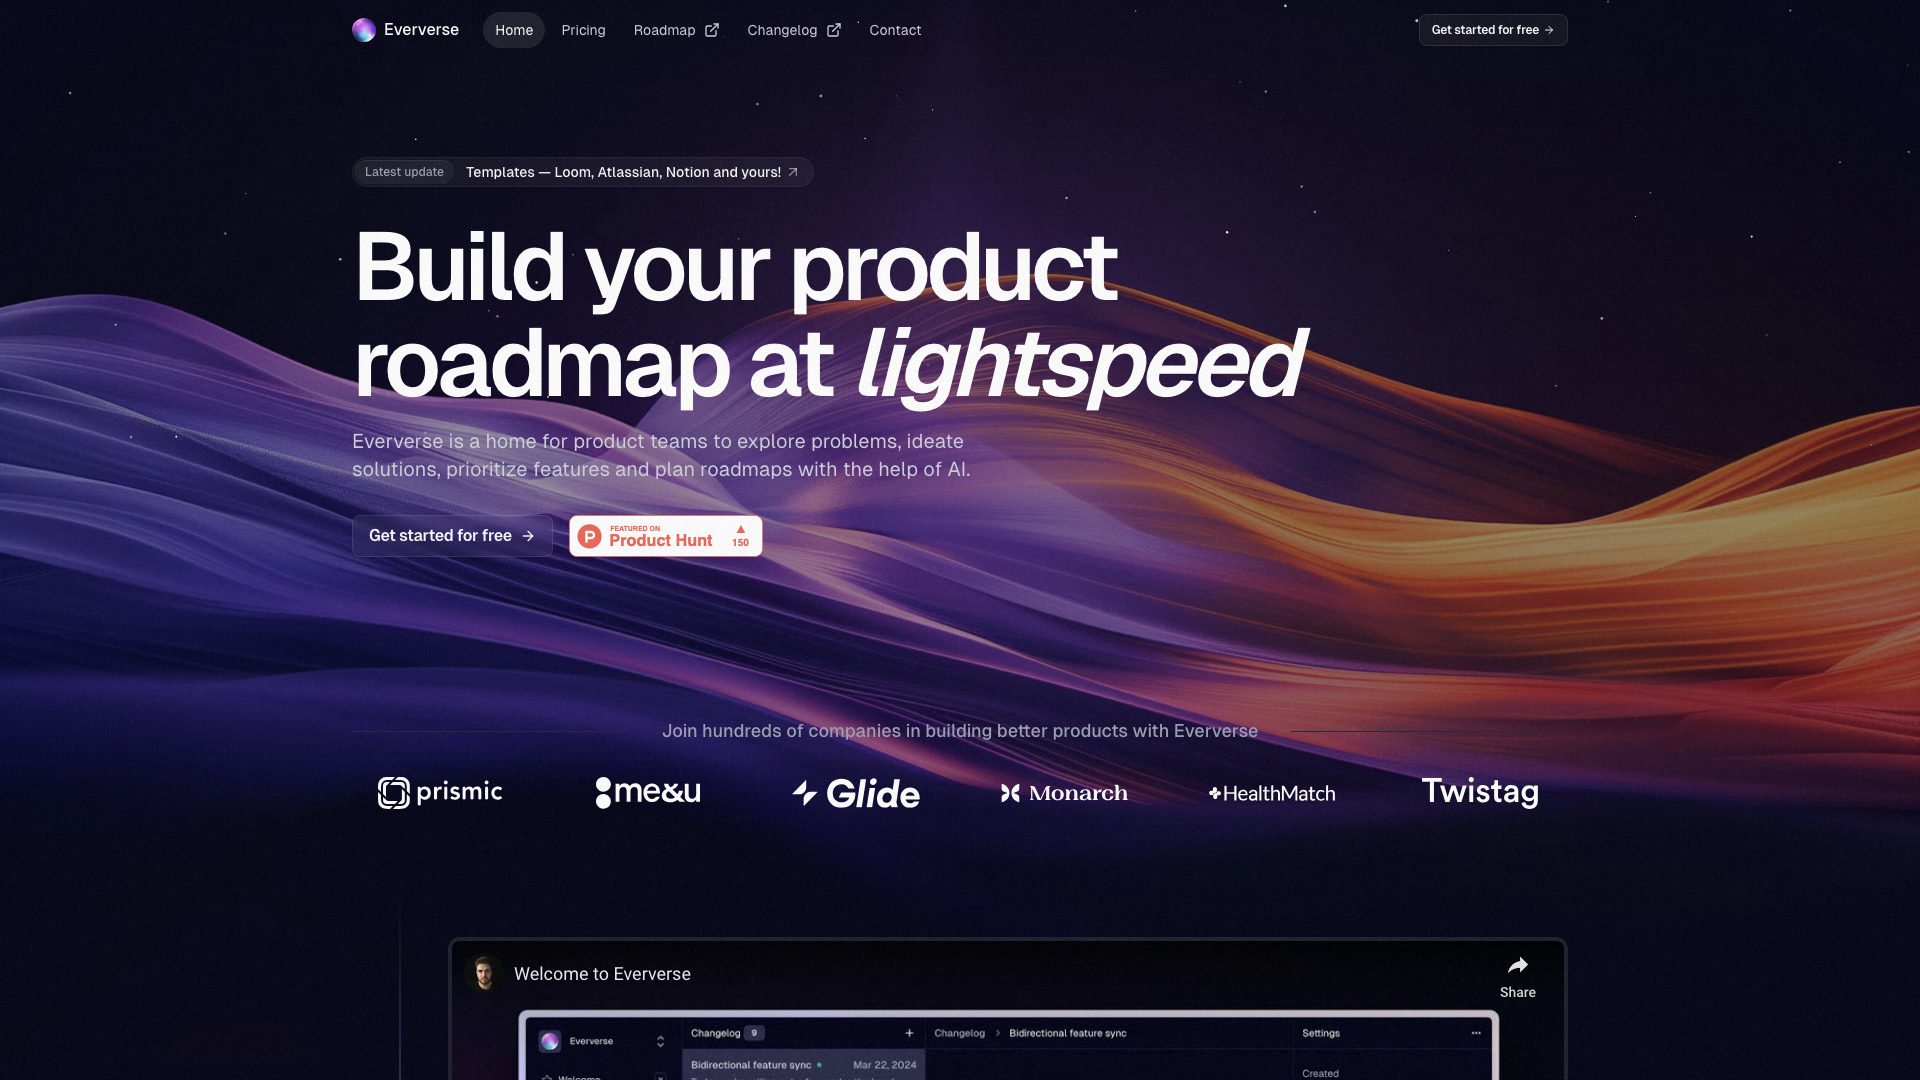 Eververse
Home
Pricing
Roadmap
Changelog
Contact
Get started for free
Latest update
Templates — Loom, Atlassian, Notion and yours!
Build your product
roadmap at lightspeed
Eververse is a home for product teams to explore problems, ideate
solutions, prioritize features and plan roadmaps with the help of AI.
Get started for free
P
FEATURED ON
Product Hunt
150
Join hundreds of companies in building better products with Eververse
prismic
me&u
Glide
Monarch
HealthMatch
Twistag
Welcome to Eververse
Share
Eververse
Changelog 9
Changelog
Bidirectional feature sync
Settings
Bidirectional feature sync
Mar 22, 2024
Welcome
Created